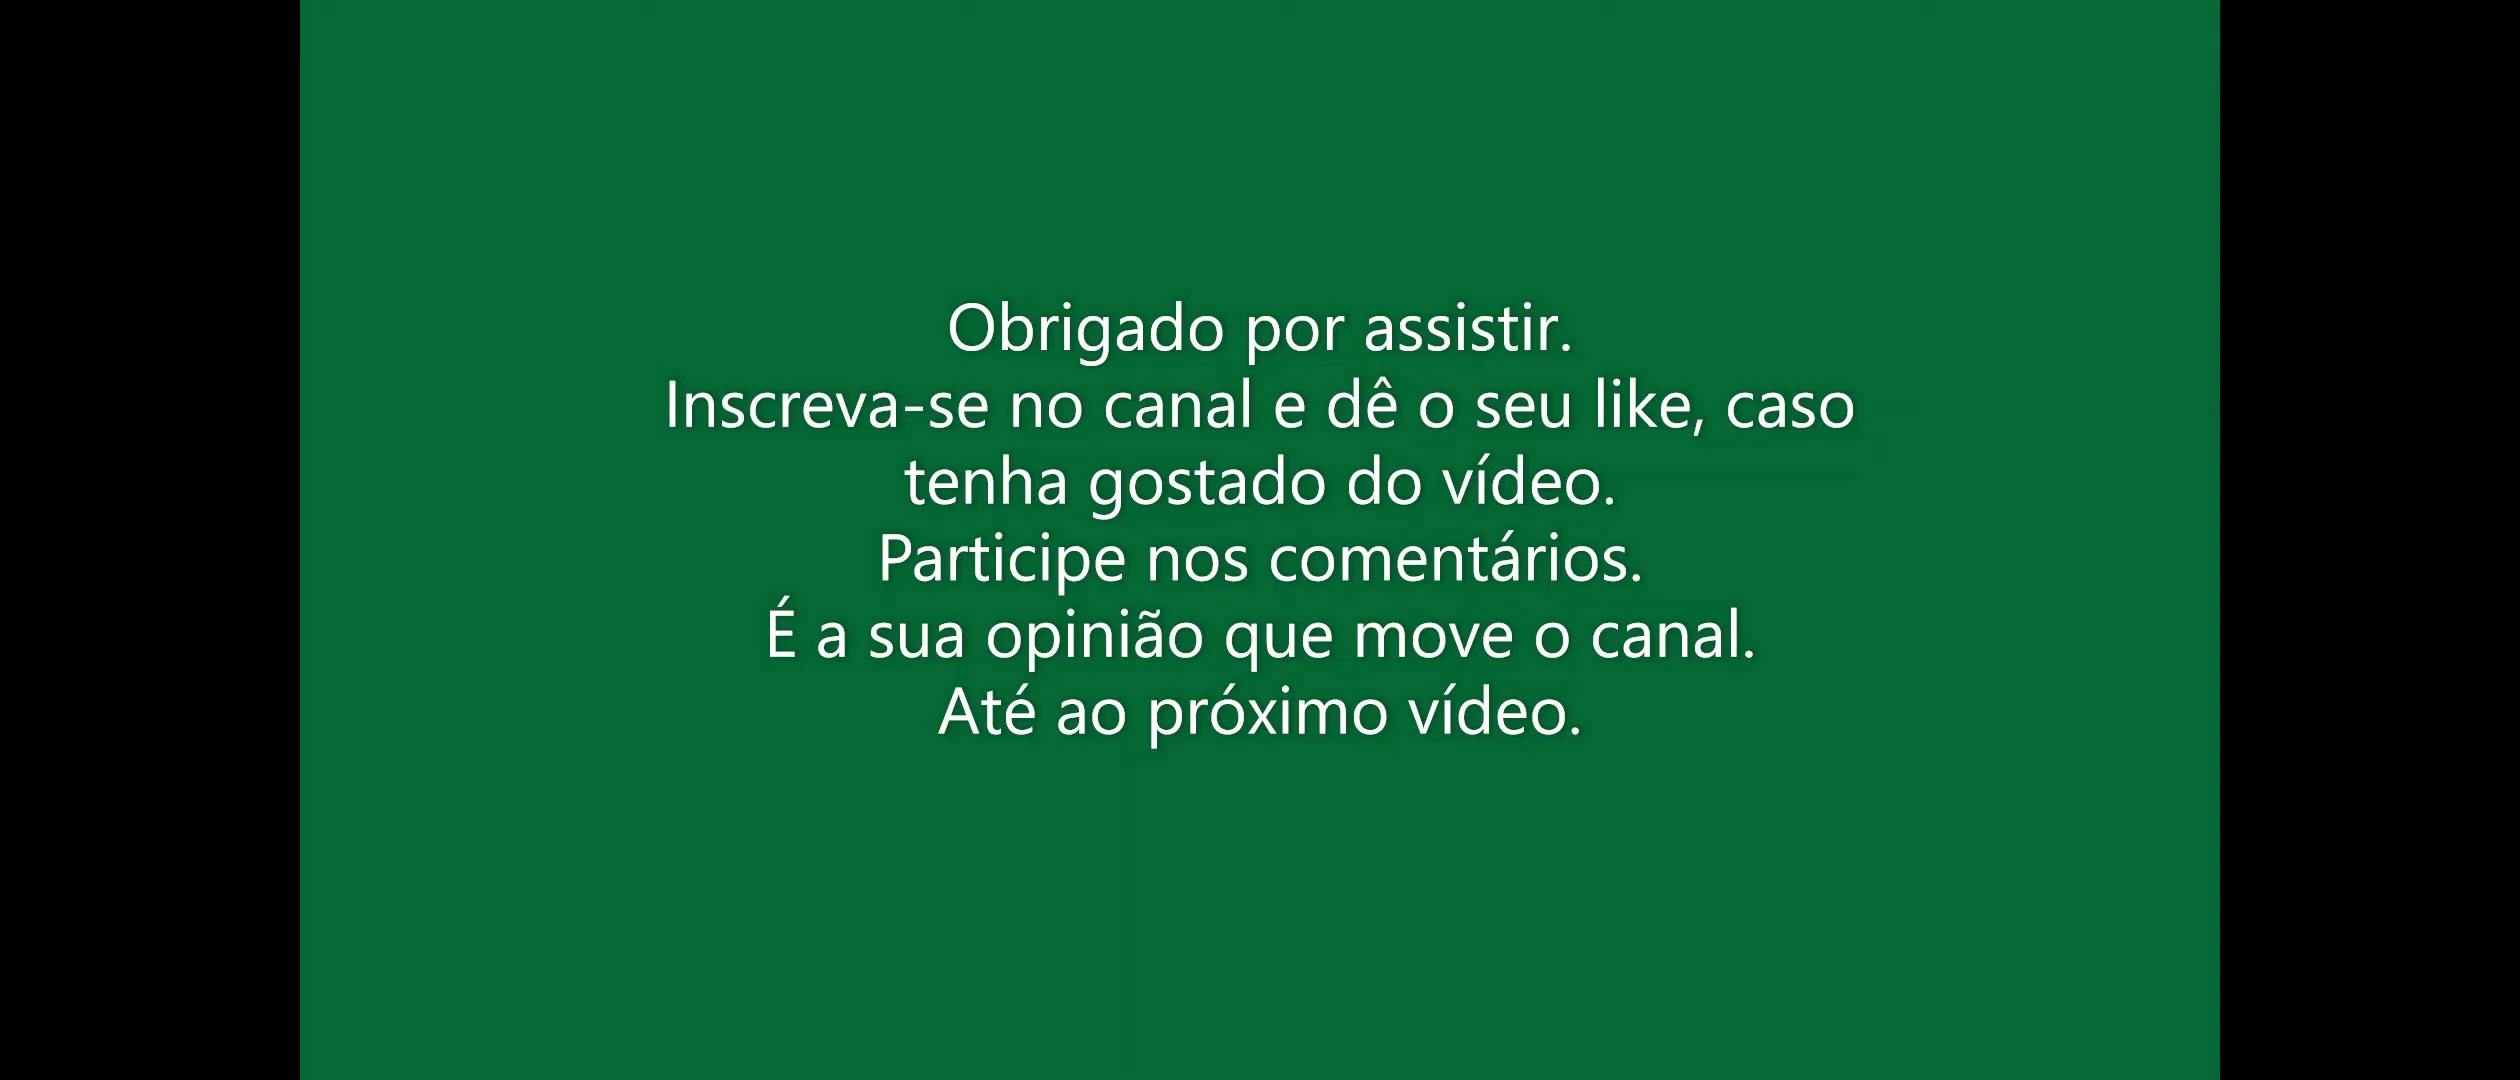 Obrigado por assistir.
Inscreva-se no canal e dê o seu like, caso
tenha gostado do vídeo.
Participe nos comentários.
É a sua opinião que move o canal.
Até ao próximo vídeo.